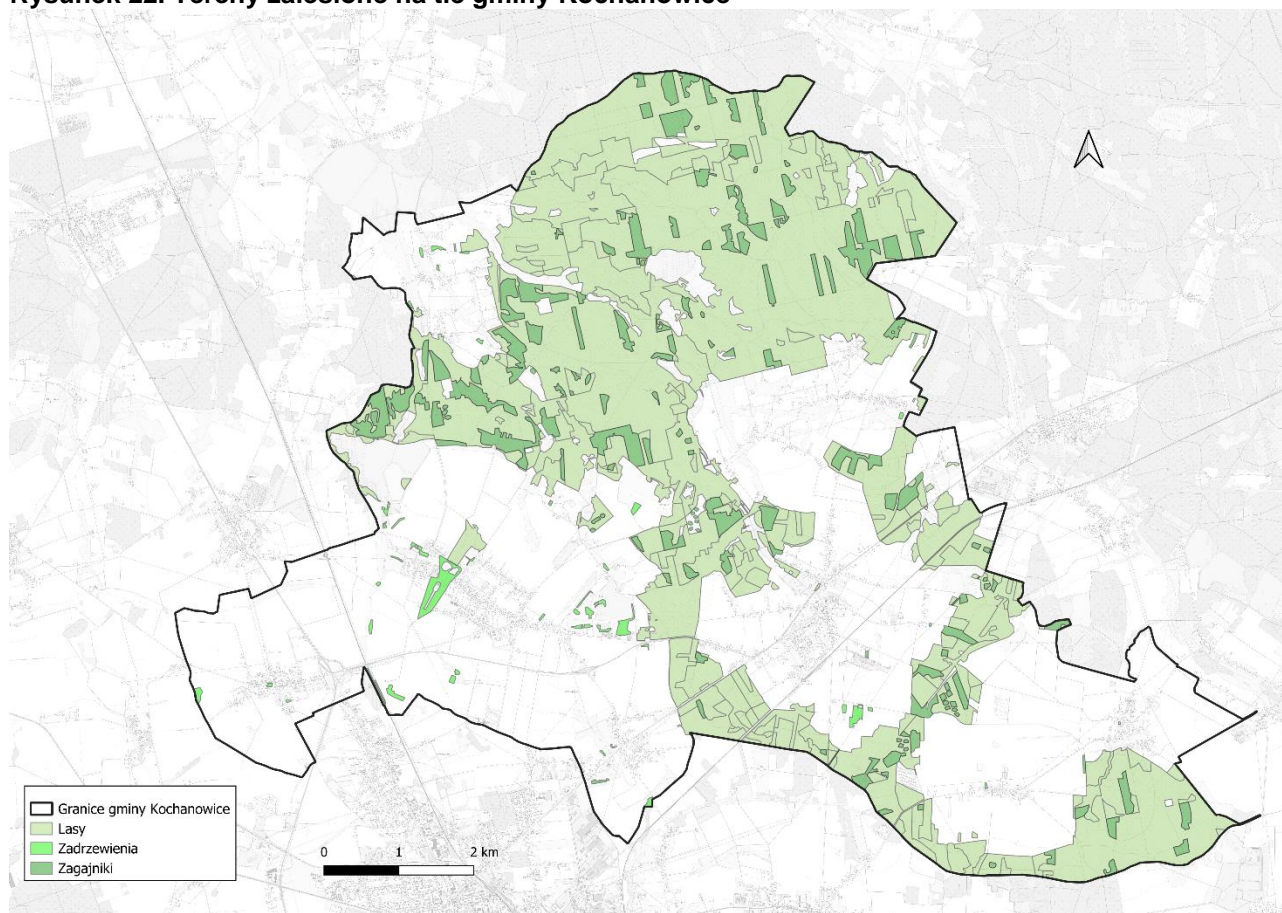 Rysunek 22. Tereny zalesione na tle gminy Kochanowice
Granice gminy Kochanowice
Lasy
Zadrzewienia
Zagajniki
0 1 2 km